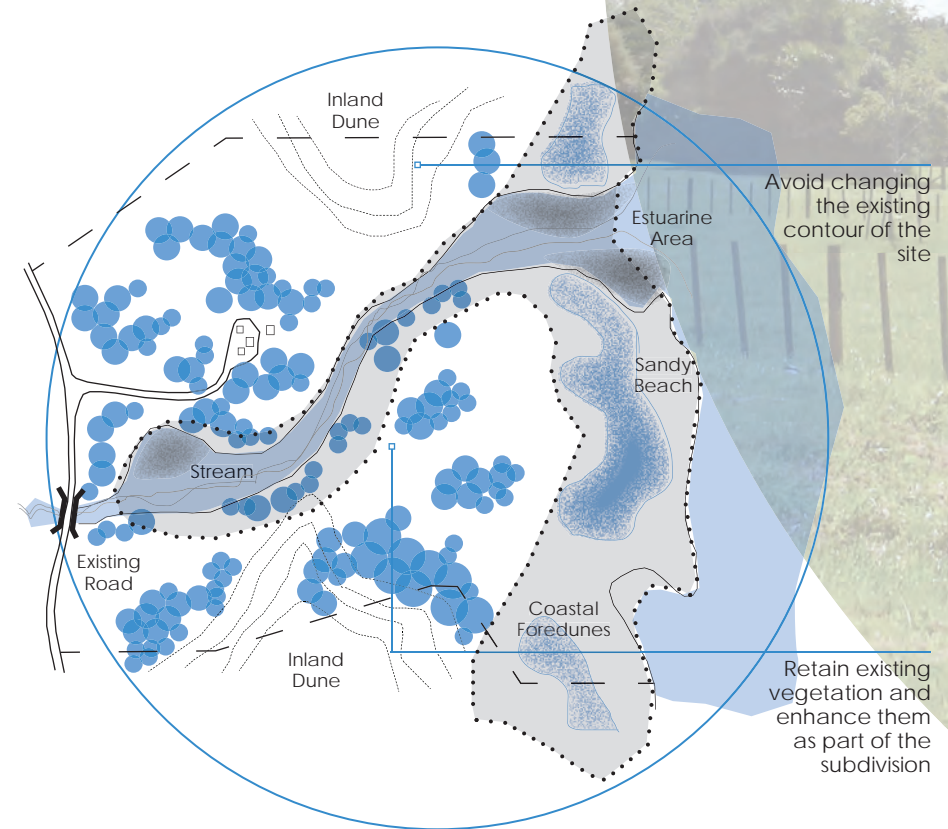 Inland
Dune
Avoid changing
the existing
contour of the
site
Estuarine
Area
Sandy
Beach
Stream
Existing
Road
Coastal
Foredunes
Inland
Dune
Retain existing
vegetation and
enhance them
as part of the
subdivision